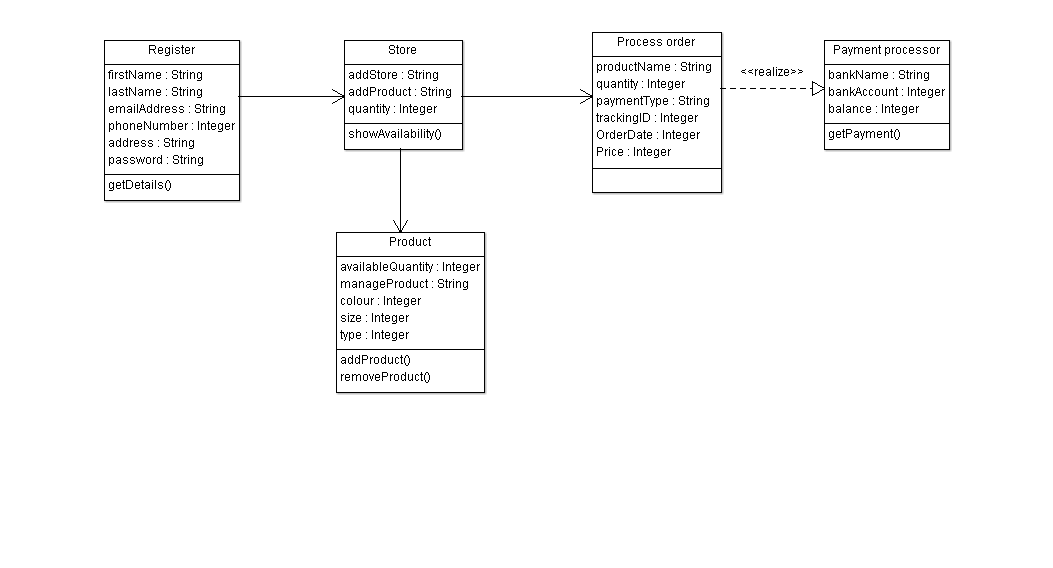 Register
firstName : String
lastName : String
emailAddress : String
phoneNumber : Integer
address : String
password : String
getDetails()
Store
addStore : String
addProduct : String
quantity : Integer
showAvailability()
Process order
productName : String
quantity : Integer
paymentType : String
trackingID : Integer
OrderDate : Integer
Price : Integer
<<realize>>
Payment processor
bankName : String
bankAccount : Integer
balance : Integer
getPayment()
Product
availableQuantity : Integer
manageProduct : String
colour : Integer
size : Integer
type : Integer
addProduct()
removeProduct()